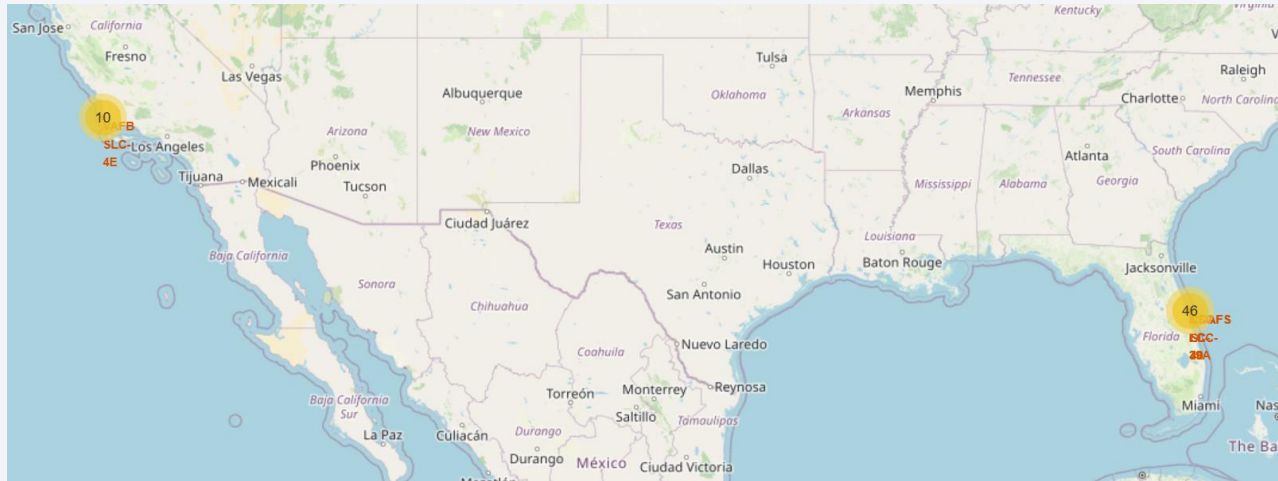 Kentucky
Virginia
San Jose
California
Fresno
Las Vegas
Tulsa
Raleigh
Tennessee
Albuquerque
Oklahoma
Memphis
Charlotte
North Carolina
10
Arkansas
Arizona
New Mexico
SLC-
4E
Los Angeles
South Carolina
Atlanta
Phoenix
Dallas
Tijuana
Mexicali
Tucson
Mississippi
Alabama
Georgia
Ciudad Juárez
Texas
Louisiana
Baja California
Austin
Houston
Baton Rouge
Jacksonville
Sonora
San Antonio
Chihuahua
46
Florida
Nuevo Laredo
Coahuila
Torreón
Monterrey
Reynosa
Baja California
Sur
Saltillo
Tamaulipas
Miami
La Paz
Culiacán
Durango
Durango
México
Ciudad Victoria
The Ba